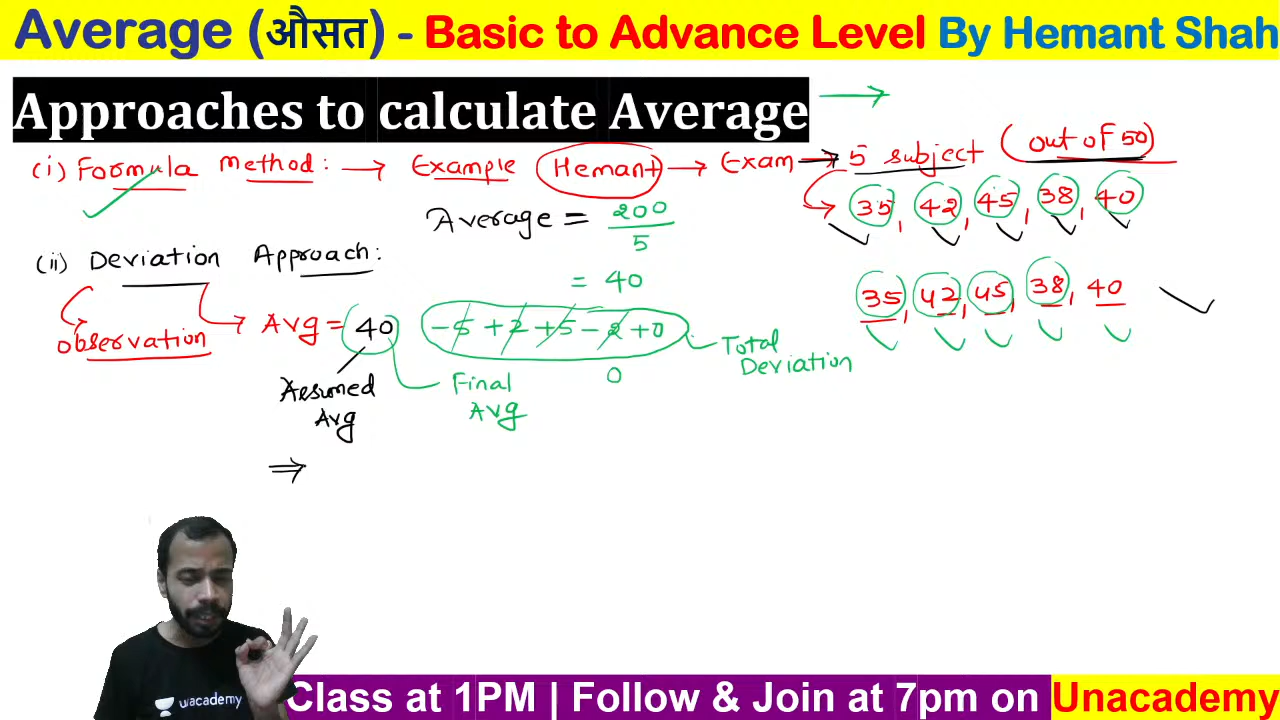 Average (औसत) - Basic to Advance Level By Hemant Shah
Approaches to calculate Average →
(i) Formula method: → Example Hemant → Exam → 5 subject (out of 50)
35, 42, 45, 38, 40
Average = 200/5
= 40
(ii) Deviation Approach:
35, 42, 45, 38, 40
observation
Avg = 40 -5 +2 +5 -2 +0
Total Deviation
0
Assumed Avg
Final Avg
⇒
unacademy
Class at 1PM | Follow & Join at 7pm on Unacademy